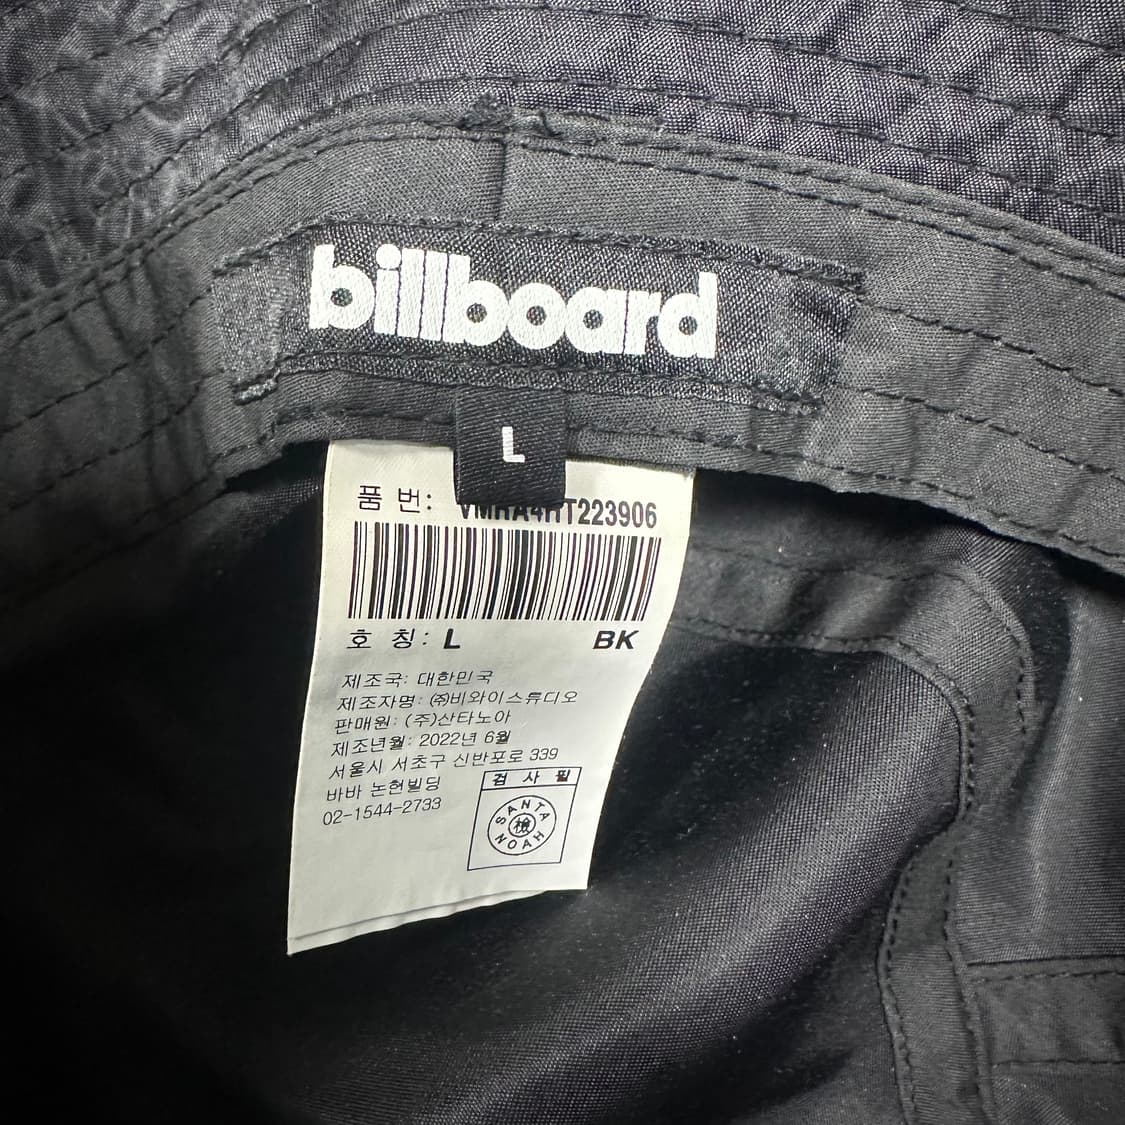 billboard
L
품 번: VMHA4HT223906
호 칭: L BK
제조국: 대한민국
제조자명: ㈜비와이스튜디오
판매원: (주)산타노아
제조년월: 2022년 6월
서울시 서초구 신반포로 339
바바 논현빌딩
02-1544-2733
검 사 필
SANTA
檢
NOAH